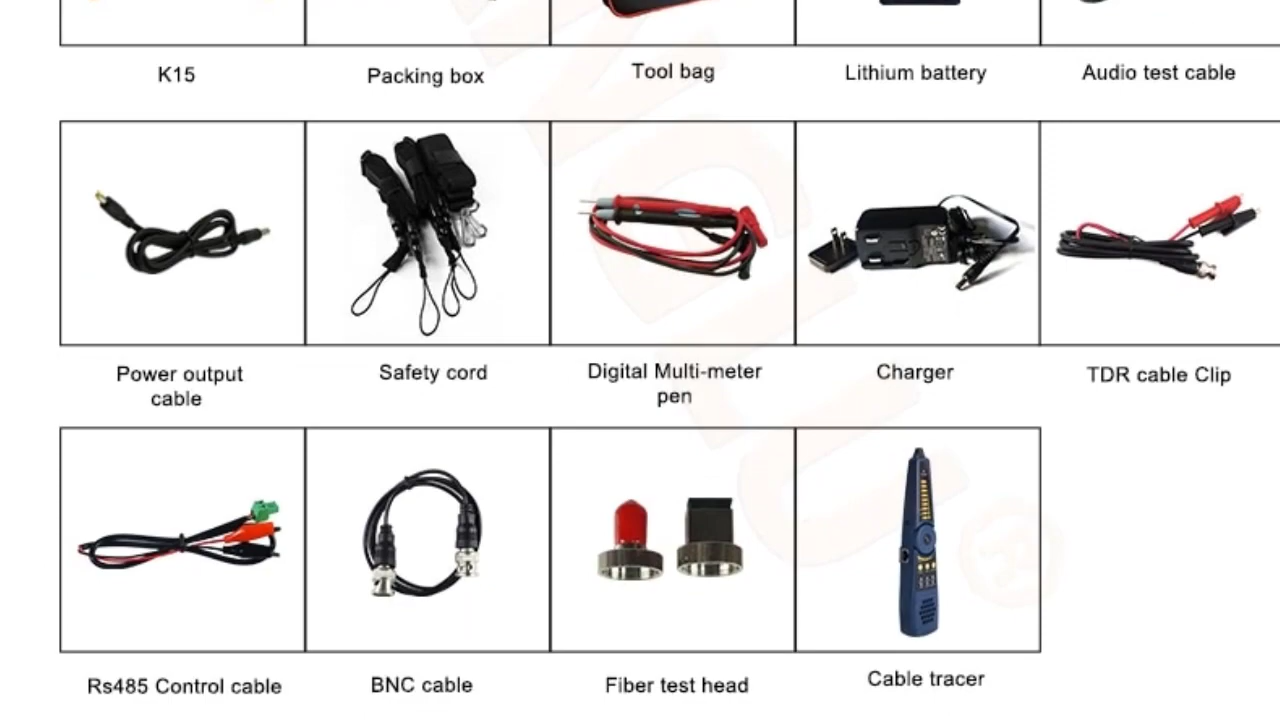 K15
Packing box
Tool bag
Lithium battery
Audio test cable
Power output
cable
Safety cord
Digital Multi-meter
pen
Charger
TDR cable Clip
Rs485 Control cable
BNC cable
Fiber test head
Cable tracer